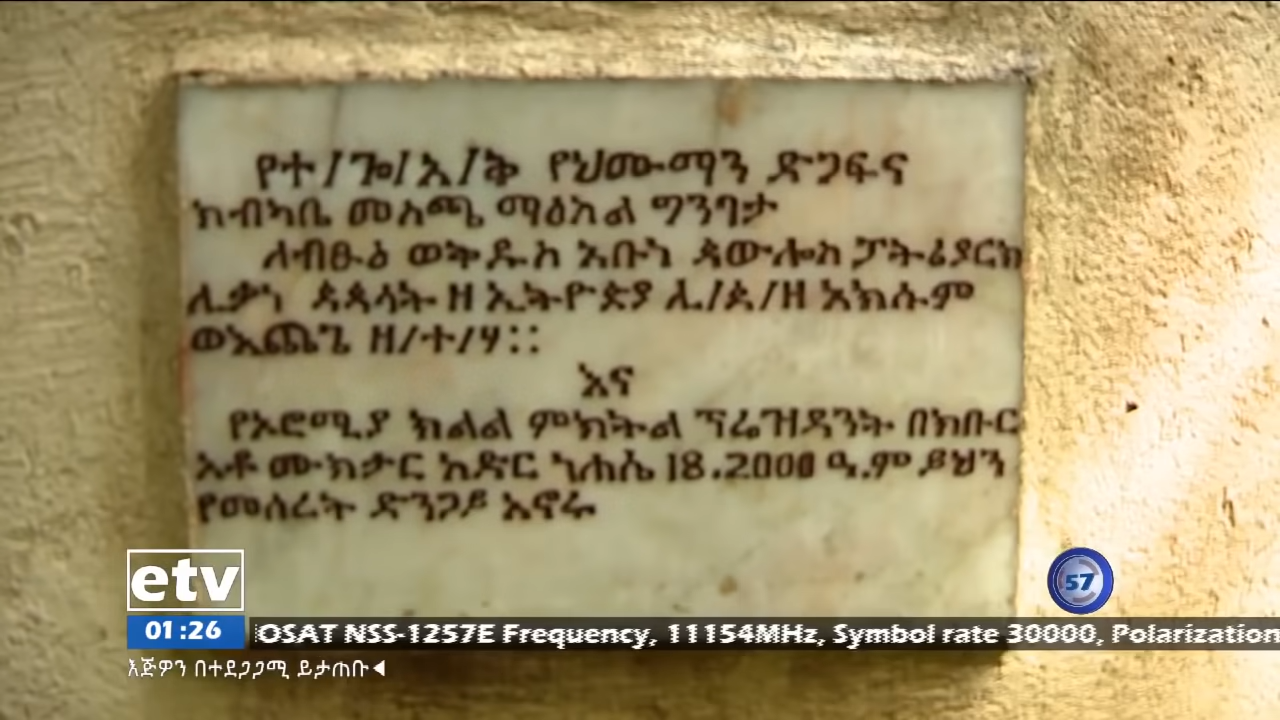 የተ/ጐ/አ/ቅ የህሙማን ድጋፍና
ክብካቤ መስጫ ማዕከል ግንባታ
ለብፁዕ ወቅዱስ አቡነ ጳውሎስ ፓትሪያርክ
ሊቃነ ጳጳሳት ዘ ኢትዮጵያ ሊ/ጳ/ዘ አክሱም
ወእጨጌ ዘ/ተ/ሃ::
እና
የኦሮሚያ ክልል ምክትል ፕሬዝዳንት በክቡር
አቶ ሙክታር ከድር ነሐሴ 18.2000 ዓ.ም ይህን
የመሰረት ድንጋይ አኖሩ
etv
57
01:26
OSAT NSS-1257E Frequency, 11154MHz, Symbol rate 30000, Polarization
እጅዎን በተደጋጋሚ ይታጠቡ